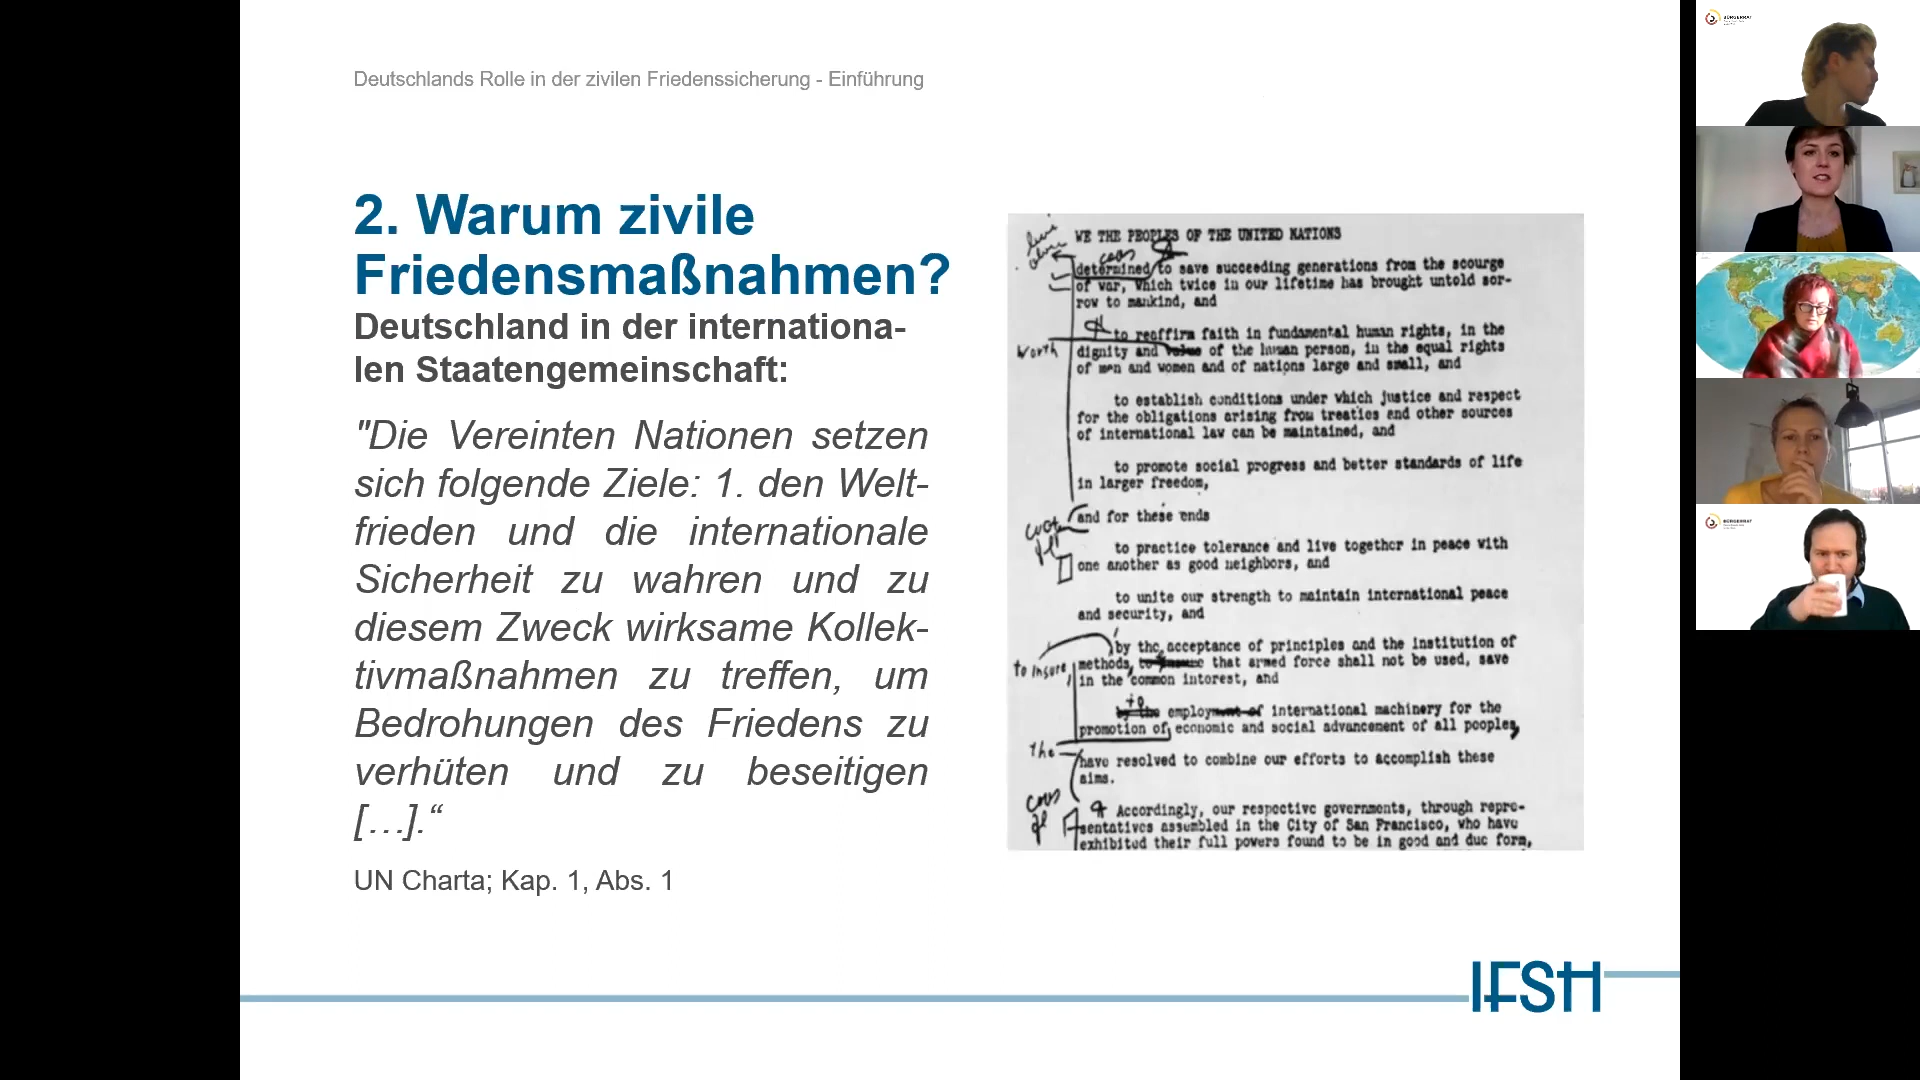 Deutschlands Rolle in der zivilen Friedenssicherung - Einführung
2. Warum zivile
Friedensmaßnahmen?
Deutschland in der internationa-
len Staatengemeinschaft:
"Die Vereinten Nationen setzen
sich folgende Ziele: 1. den Welt-
frieden und die internationale
Sicherheit zu wahren und zu
diesem Zweck wirksame Kollek-
tivmaßnahmen zu treffen, um
Bedrohungen des Friedens zu
verhüten und zu beseitigen
[…].“
UN Charta; Kap. 1, Abs. 1
WE THE PEOPLES OF THE UNITED NATIONS
determined to save succeeding generations from the scourge
of war, which twice in our lifetime has brought untold sor-
row to mankind, and
to reaffirm faith in fundamental human rights, in the
Worth
dignity and value of the human person, in the equal rights
of men and women and of nations large and small, and
to establish conditions under which justice and respect
for the obligations arising from treaties and other sources
of international law can be maintained, and
to promote social progress and better standards of life
in larger freedom,
and for these ends
to practice tolerance and live together in peace with
one another as good neighbors, and
to unite our strength to maintain international peace
and security, and
by the acceptance of principles and the institution of
to insure,
methods, that armed force shall not be used, save
in the common interest, and
to
by the employment of international machinery for the
promotion of economic and social advancement of all peoples,
the
have resolved to combine our efforts to accomplish these
aims.
Accordingly, our respective governments, through repre-
sentatives assembled in the City of San Francisco, who have
exhibited their full powers found to be in good and due form,
IFSH
BÜRGERRAT
BÜRGERRAT